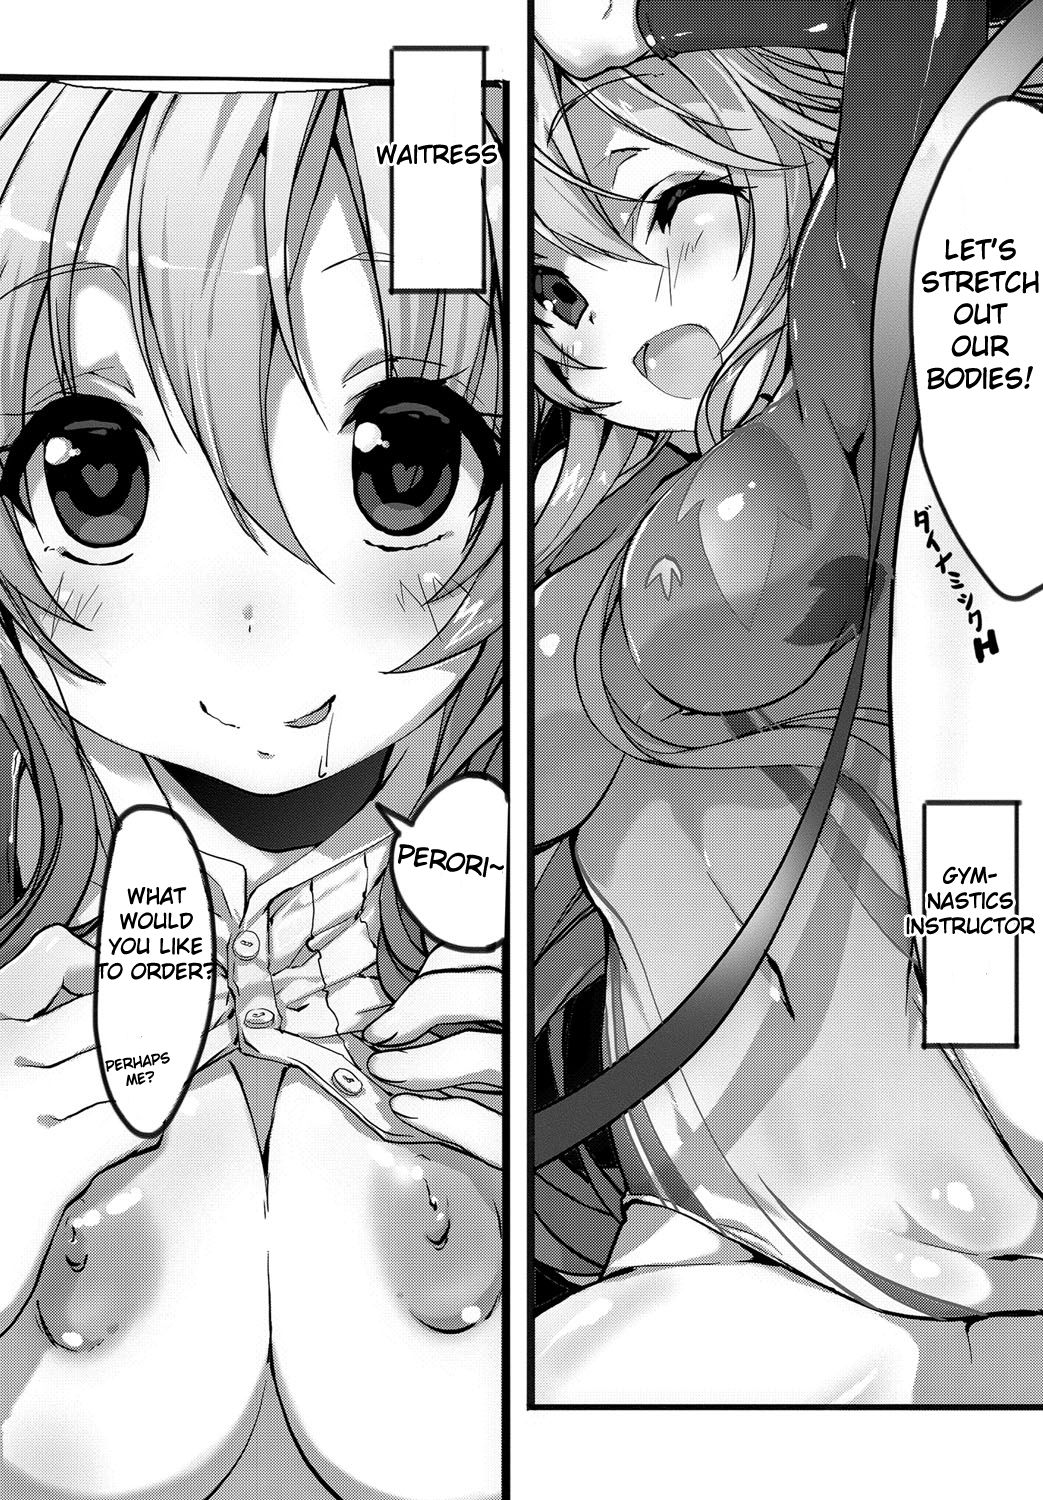 LET'S
STRETCH
OUT
OUR
BODIES!
ダイナミックH
GYM-
NASTICS
INSTRUCTOR
WAITRESS
PERORI~
WHAT
WOULD
YOU LIKE
TO ORDER?
PERHAPS
ME?